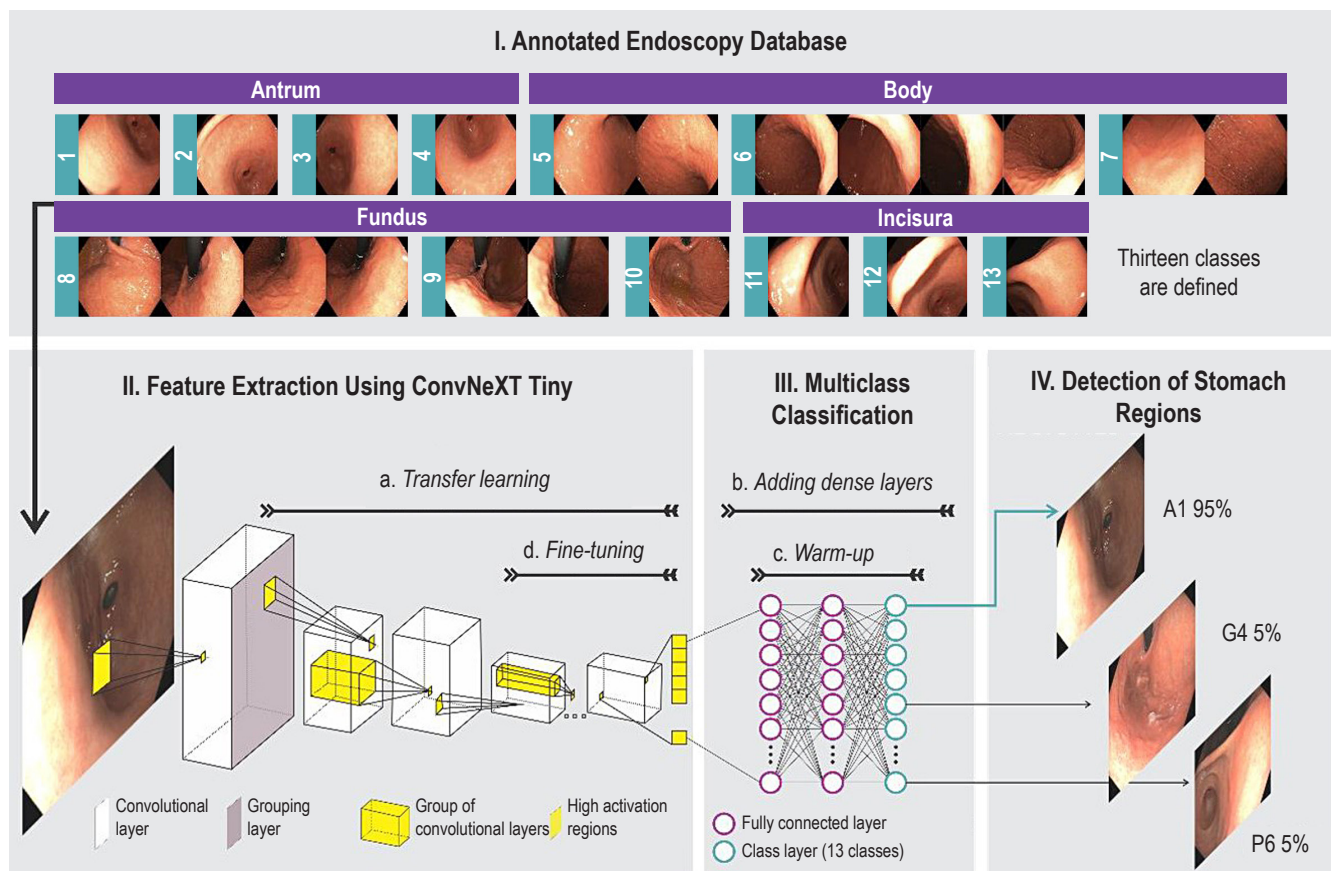 I. Annotated Endoscopy Database
Antrum
Body
1
2
3
4
5
6
7
Fundus
Incisura
8
9
10
11
12
13
Thirteen classes
are defined
II. Feature Extraction Using ConvNeXT Tiny
a. Transfer learning
d. Fine-tuning
Convolutional
layer
Grouping
layer
Group of
convolutional layers
High activation
regions
III. Multiclass
Classification
b. Adding dense layers
c. Warm-up
Fully connected layer
Class layer (13 classes)
IV. Detection of Stomach
Regions
A1 95%
G4 5%
P6 5%